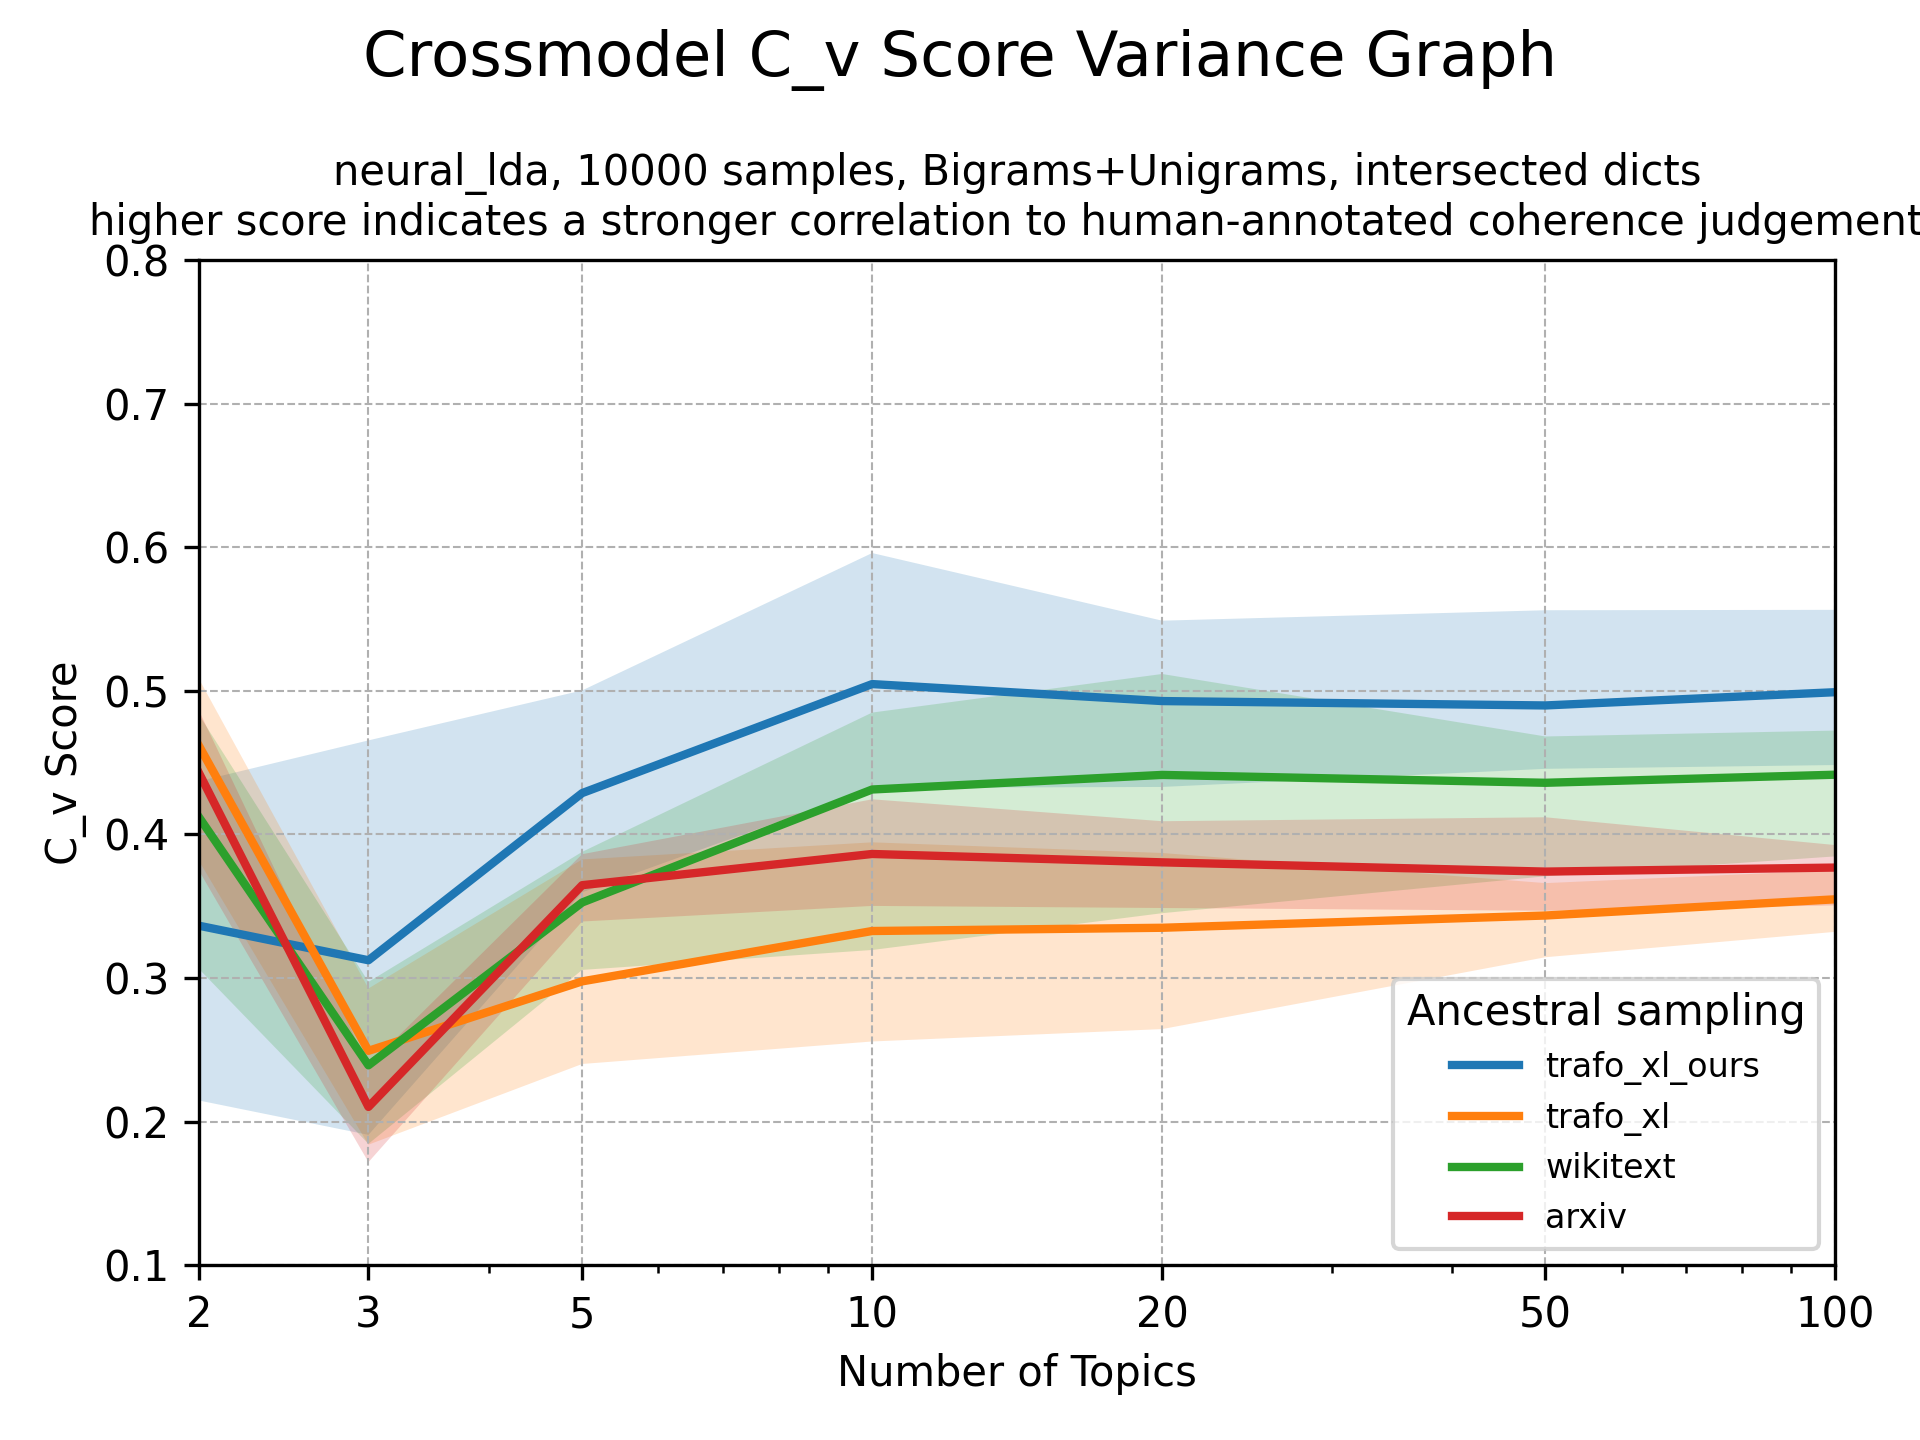 Crossmodel C_v Score Variance Graph
neural_lda, 10000 samples, Bigrams+Unigrams, intersected dicts
higher score indicates a stronger correlation to human-annotated coherence judgement
0.8
0.7
0.6
0.5
0.4
0.3
0.2
0.1
C_v Score
2 3 5 10 20 50 100
Number of Topics
Ancestral sampling
trafo_xl_ours
trafo_xl
wikitext
arxiv